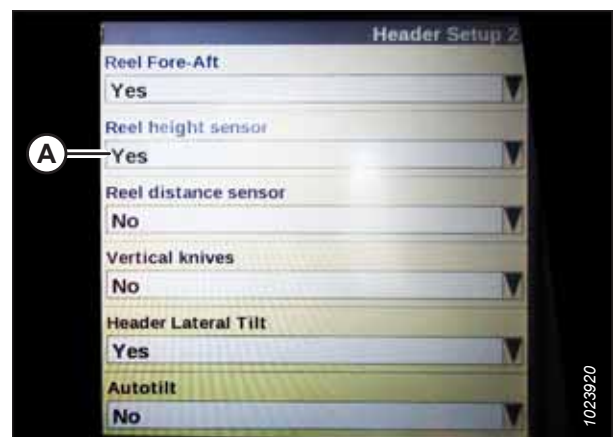 Header Setup 2
Reel Fore-Aft
Yes
Reel height sensor
A
Yes
Reel distance sensor
No
Vertical knives
No
Header Lateral Tilt
Yes
Autotilt
No
1023920